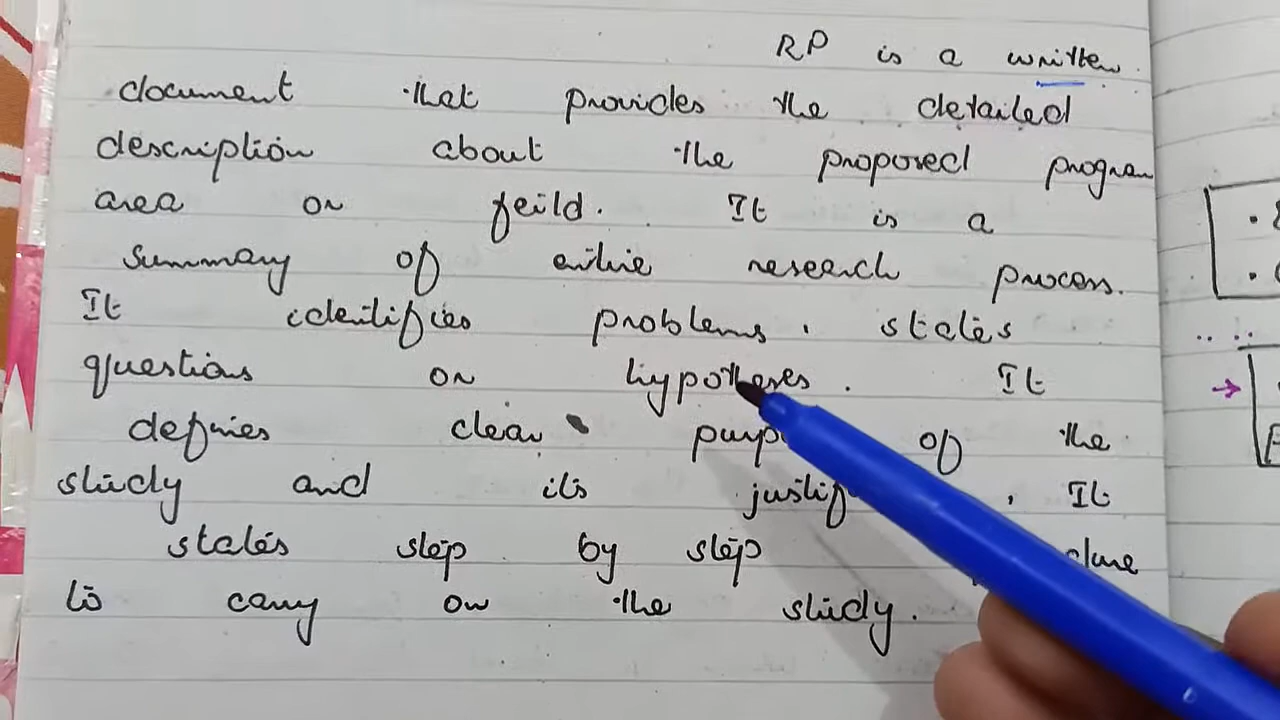 RP is a written
document that provides the detailed
description about the proposed program
area or feild. It is a
summary of entire research process.
It identifies problems, states
questions or hypotheses. It
defines clear of the
study and its , It
states step by step
to carry on the study.